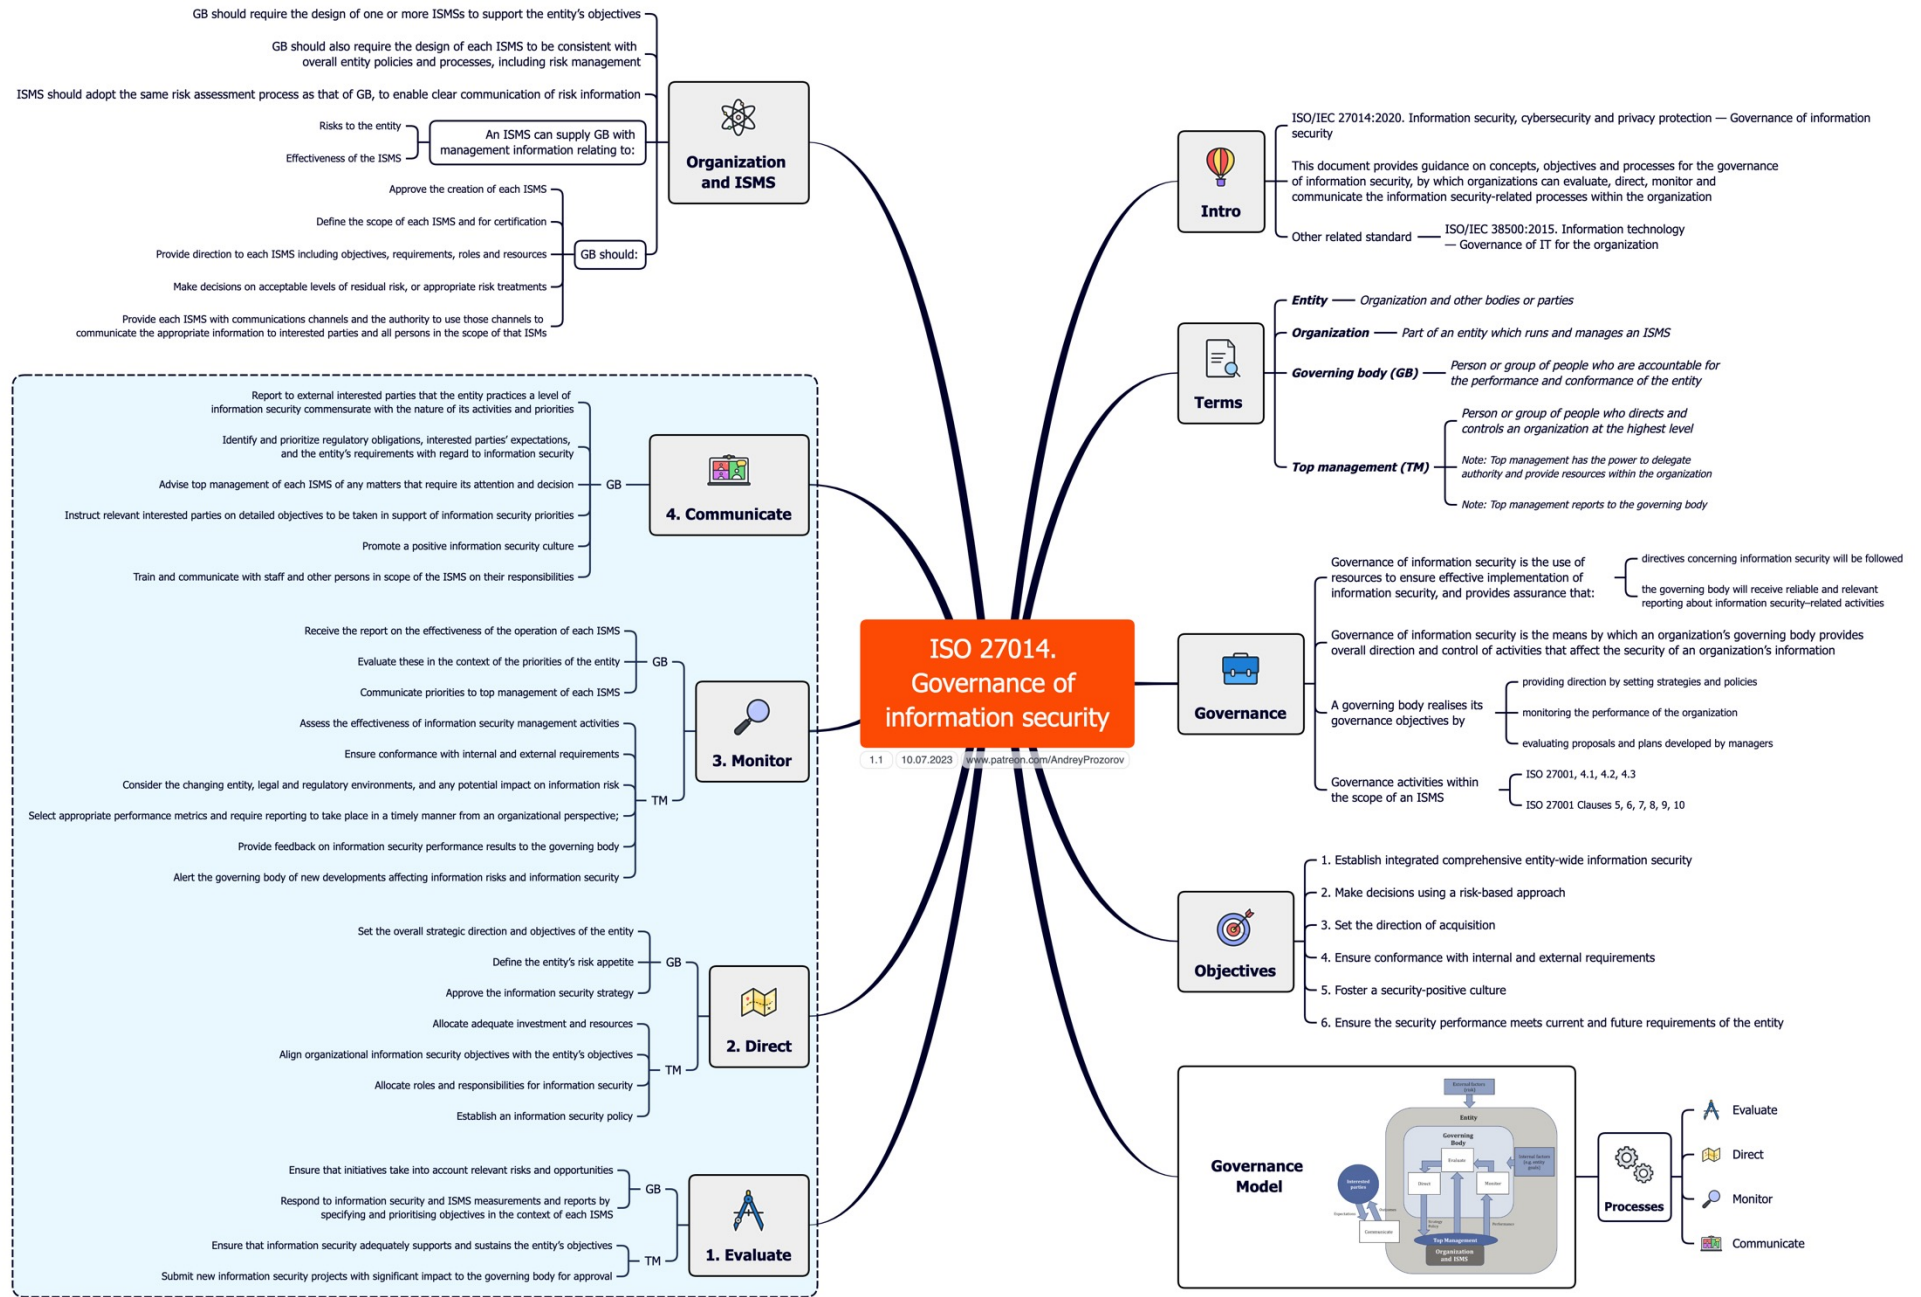 ISO 27014.
Governance of
information security
1.1
10.07.2023
www.patreon.com/AndreyProzorov
Intro
ISO/IEC 27014:2020. Information security, cybersecurity and privacy protection — Governance of information
security
This document provides guidance on concepts, objectives and processes for the governance
of information security, by which organizations can evaluate, direct, monitor and
communicate the information security-related processes within the organization
Other related standard
ISO/IEC 38500:2015. Information technology
— Governance of IT for the organization
Terms
Entity
Organization and other bodies or parties
Organization
Part of an entity which runs and manages an ISMS
Governing body (GB)
Person or group of people who are accountable for
the performance and conformance of the entity
Top management (TM)
Person or group of people who directs and
controls an organization at the highest level
Note: Top management has the power to delegate
authority and provide resources within the organization
Note: Top management reports to the governing body
Governance
Governance of information security is the use of
resources to ensure effective implementation of
information security, and provides assurance that:
directives concerning information security will be followed
the governing body will receive reliable and relevant
reporting about information security–related activities
Governance of information security is the means by which an organization's governing body provides
overall direction and control of activities that affect the security of an organization's information
A governing body realises its
governance objectives by
providing direction by setting strategies and policies
monitoring the performance of the organization
evaluating proposals and plans developed by managers
Governance activities within
the scope of an ISMS
ISO 27001, 4.1, 4.2, 4.3
ISO 27001 Clauses 5, 6, 7, 8, 9, 10
Objectives
1. Establish integrated comprehensive entity-wide information security
2. Make decisions using a risk-based approach
3. Set the direction of acquisition
4. Ensure conformance with internal and external requirements
5. Foster a security-positive culture
6. Ensure the security performance meets current and future requirements of the entity
Governance
Model
External factors
(risk)
Entity
Governing
Body
Evaluate
Internal factors
(e.g. entity
goals)
Direct
Monitor
Interested
parties
Communicate
Performance
Top Management
Organization
and ISMS
Processes
Evaluate
Direct
Monitor
Communicate
Organization
and ISMS
GB should require the design of one or more ISMSs to support the entity's objectives
GB should also require the design of each ISMS to be consistent with
overall entity policies and processes, including risk management
ISMS should adopt the same risk assessment process as that of GB, to enable clear communication of risk information
An ISMS can supply GB with
management information relating to:
Risks to the entity
Effectiveness of the ISMS
GB should:
Approve the creation of each ISMS
Define the scope of each ISMS and for certification
Provide direction to each ISMS including objectives, requirements, roles and resources
Make decisions on acceptable levels of residual risk, or appropriate risk treatments
Provide each ISMS with communications channels and the authority to use those channels to
communicate the appropriate information to interested parties and all persons in the scope of that ISMs
4. Communicate
GB
Report to external interested parties that the entity practices a level of
information security commensurate with the nature of its activities and priorities
Identify and prioritize regulatory obligations, interested parties' expectations,
and the entity's requirements with regard to information security
Advise top management of each ISMS of any matters that require its attention and decision
Instruct relevant interested parties on detailed objectives to be taken in support of information security priorities
Promote a positive information security culture
Train and communicate with staff and other persons in scope of the ISMS on their responsibilities
3. Monitor
GB
Receive the report on the effectiveness of the operation of each ISMS
Evaluate these in the context of the priorities of the entity
Communicate priorities to top management of each ISMS
TM
Assess the effectiveness of information security management activities
Ensure conformance with internal and external requirements
Consider the changing entity, legal and regulatory environments, and any potential impact on information risk
Select appropriate performance metrics and require reporting to take place in a timely manner from an organizational perspective;
Provide feedback on information security performance results to the governing body
Alert the governing body of new developments affecting information risks and information security
2. Direct
GB
Set the overall strategic direction and objectives of the entity
Define the entity's risk appetite
Approve the information security strategy
TM
Allocate adequate investment and resources
Align organizational information security objectives with the entity's objectives
Allocate roles and responsibilities for information security
Establish an information security policy
1. Evaluate
GB
Ensure that initiatives take into account relevant risks and opportunities
Respond to information security and ISMS measurements and reports by
specifying and prioritising objectives in the context of each ISMS
TM
Ensure that information security adequately supports and sustains the entity's objectives
Submit new information security projects with significant impact to the governing body for approval